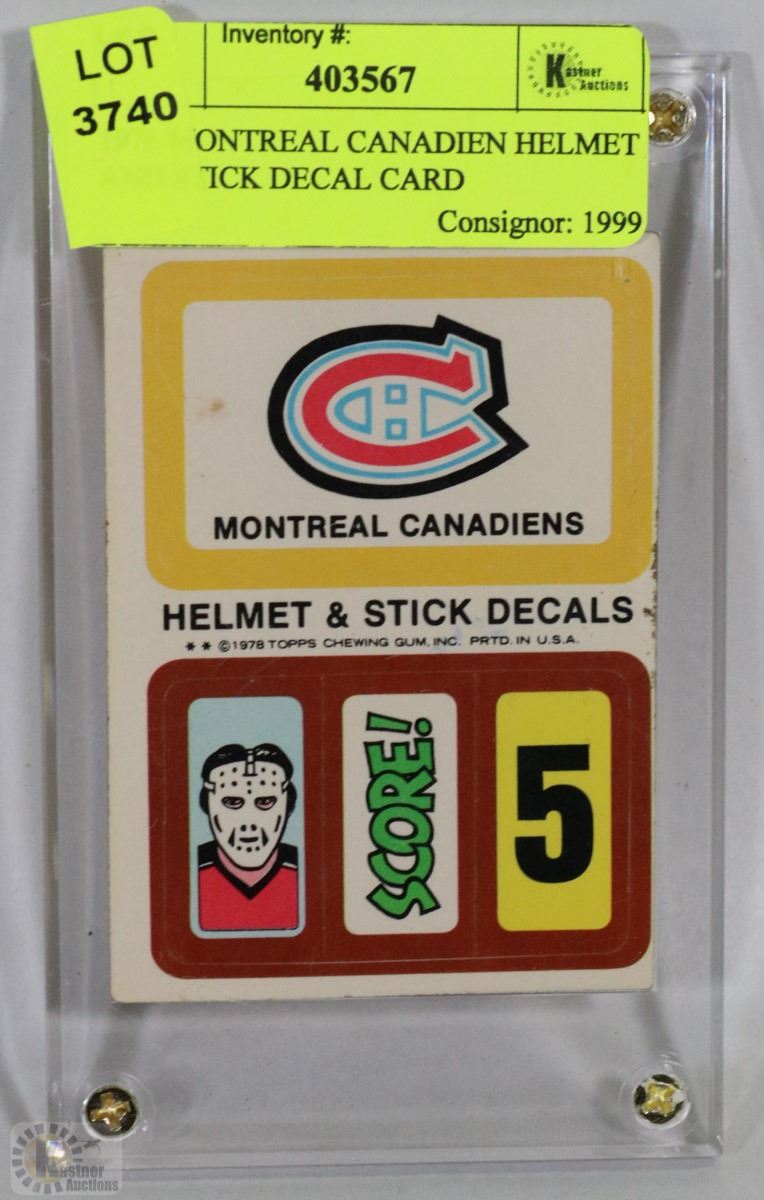 LOT
3740
Inventory #:
403567
Kastner
Auctions
ONTREAL CANADIEN HELMET
TICK DECAL CARD
Consignor: 1999
MONTREAL CANADIENS
HELMET & STICK DECALS
** ©1978 TOPPS CHEWING GUM, INC. PRTD. IN U.S.A.
SCORE!
5
Kastner
Auctions